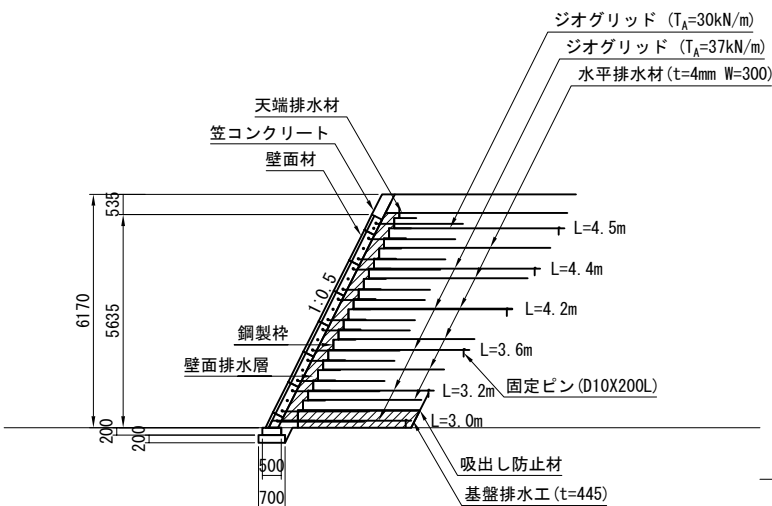 ジオグリッド (TA=30kN/m)
ジオグリッド (TA=37kN/m)
水平排水材(t=4mm W=300)
天端排水材
笠コンクリート
壁面材
535
L=4.5m
L=4.4m
1:0.5
6170
5635
L=4.2m
鋼製枠
L=3.6m
壁面排水層
固定ピン(D10X200L)
L=3.2m
L=3.0m
200
200
500
吸出し防止材
700
基盤排水工(t=445)